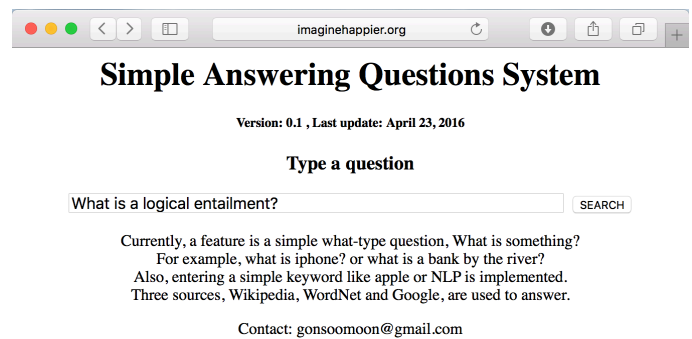 imaginehappier.org
Simple Answering Questions System
Version: 0.1 , Last update: April 23, 2016
Type a question
What is a logical entailment? SEARCH
Currently, a feature is a simple what-type question, What is something?
For example, what is iphone? or what is a bank by the river?
Also, entering a simple keyword like apple or NLP is implemented.
Three sources, Wikipedia, WordNet and Google, are used to answer.
Contact: gonsoomoon@gmail.com